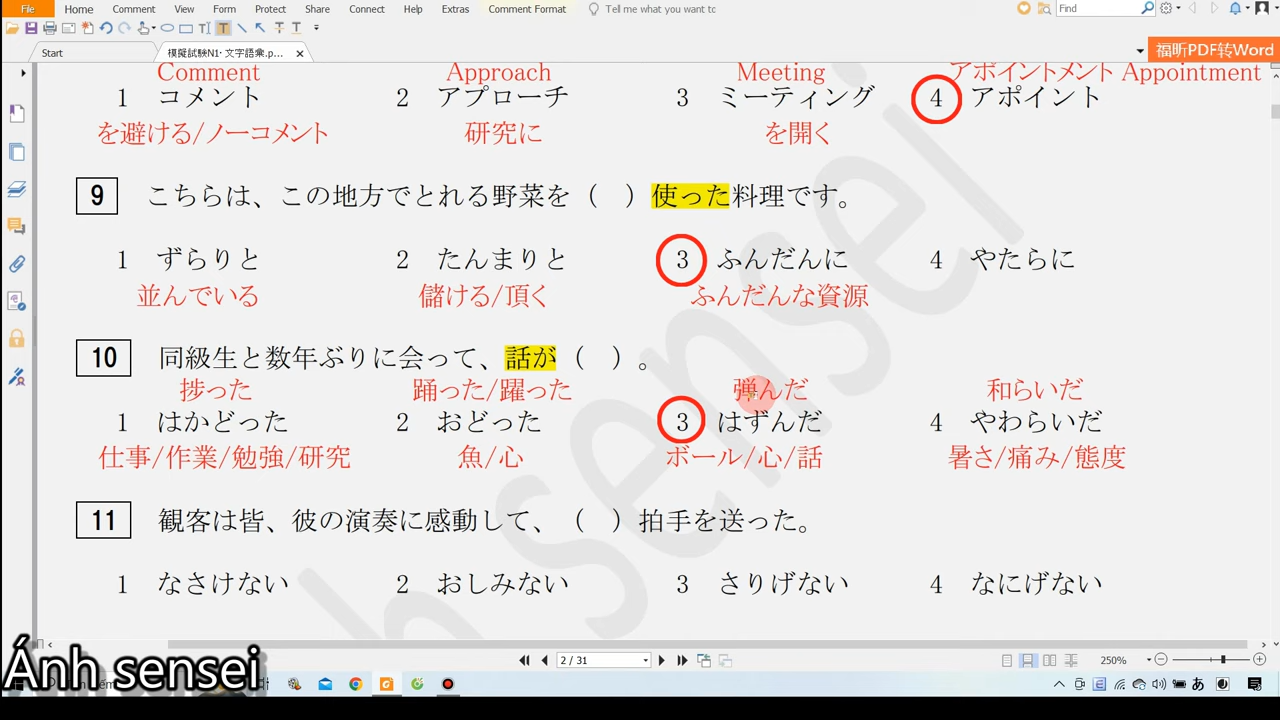 File Home Comment View Form Protect Share Connect Help Extras Comment Format Tell me what you want to Find
Start 模擬試験N1- 文字語彙.p... 福昕PDF转Word
Comment Approach Meeting アポイントメント Appointment
1 コメント 2 アプローチ 3 ミーティング 4 アポイント
を避ける/ノーコメント 研究に を開く
9 こちらは、この地方でとれる野菜を（ ）使った料理です。
1 ずらりと 2 たんまりと 3 ふんだんに 4 やたらに
並んでいる 儲ける/頂く ふんだんな資源
10 同級生と数年ぶりに会って、話が（ ）。
捗った 踊った/躍った 弾んだ 和らいだ
1 はかどった 2 おどった 3 はずんだ 4 やわらいだ
仕事/作業/勉強/研究 魚/心 ボール/心/話 暑さ/痛み/態度
11 観客は皆、彼の演奏に感動して、（ ）拍手を送った。
1 なさけない 2 おしみない 3 さりげない 4 なにげない
2 / 31 250%
Ánh sensei
あ